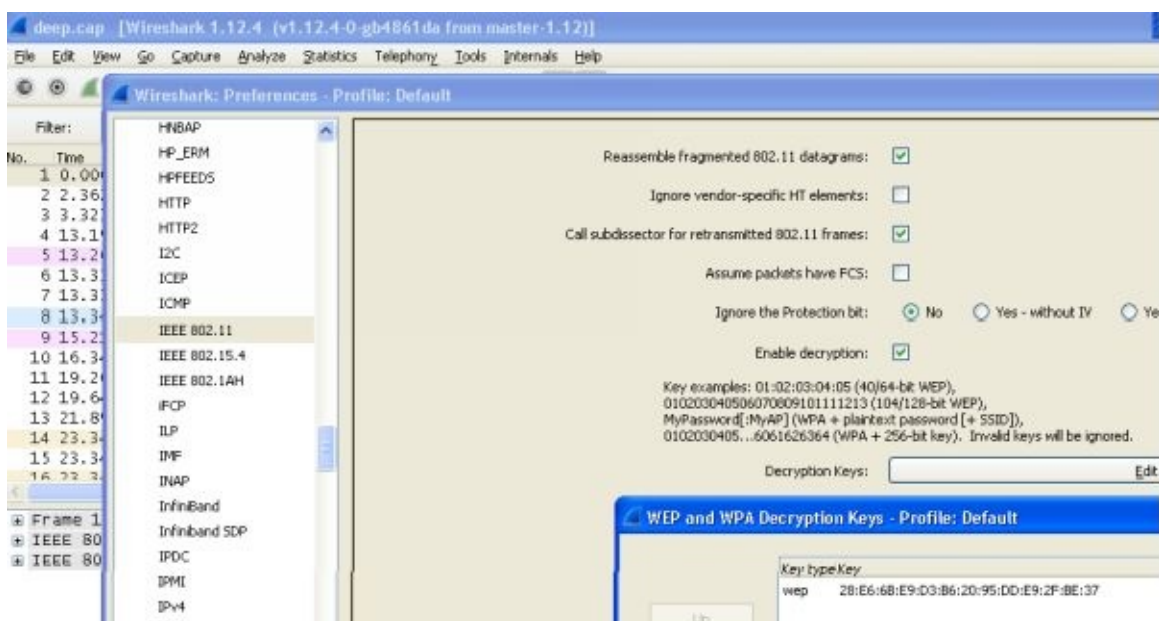 deep.cap [Wireshark 1.12.4 (v1.12.4-0-gb4861da from master-1.12)]
File Edit View Go Capture Analyze Statistics Telephony Tools Internals Help
Wireshark: Preferences - Profile: Default
Filter:
No. Time
1 0.00
2 2.36
3 3.32
4 13.1
5 13.2
6 13.3
7 13.3
8 13.3
9 15.2
10 16.3
11 19.2
12 19.6
13 21.8
14 23.3
15 23.3
16 23.3
Frame 1
IEEE 80
IEEE 80
HNBAP
HP_ERM
HPFEEDS
HTTP
HTTP2
I2C
ICEP
ICMP
IEEE 802.11
IEEE 802.15.4
IEEE 802.1AH
iFCP
ILP
IMF
INAP
InfiniBand
Infiniband SDP
IPDC
IPMI
IPv4
Reassemble fragmented 802.11 datagrams:
Ignore vendor-specific HT elements:
Call subdissector for retransmitted 802.11 frames:
Assume packets have FCS:
Ignore the Protection bit: No Yes - without IV Ye
Enable decryption:
Key examples: 01:02:03:04:05 (40/64-bit WEP),
010203040506070809101111213 (104/128-bit WEP),
MyPassword[:MyAP] (WPA + plaintext password [+ SSID]),
0102030405...6061626364 (WPA + 256-bit key). Invalid keys will be ignored.
Decryption Keys: Edit
WEP and WPA Decryption Keys - Profile: Default
Key type Key
wep 28:E6:6B:E9:D3:B6:20:95:DD:E9:2F:BE:37
Up